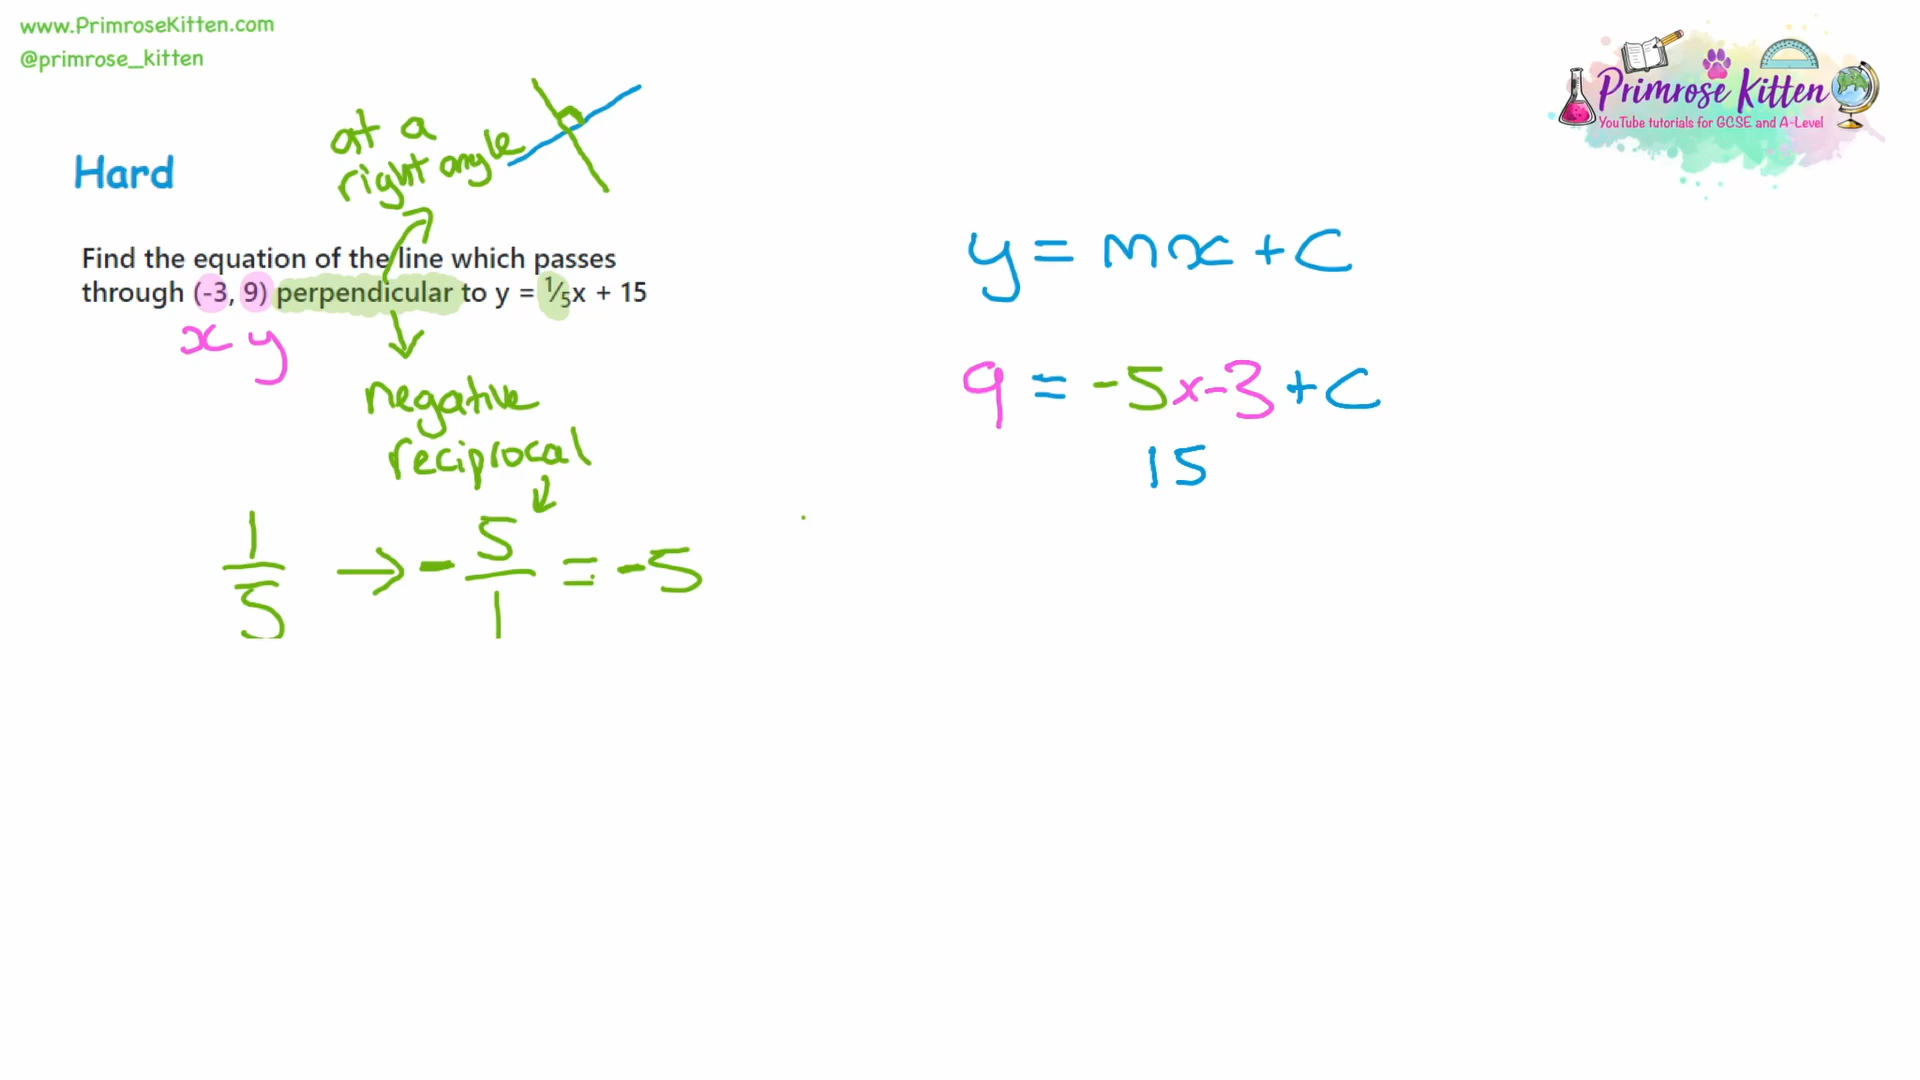 www.PrimroseKitten.com
@primrose_kitten
Primrose Kitten
YouTube tutorials for GCSE and A-Level
at a
right angle
Hard
Find the equation of the line which passes
through (-3, 9) perpendicular to y = ⅕x + 15
x y
negative
reciprocal
1/5 → - 5/1 = -5
y = mx + c
9 = -5x-3 + c
15